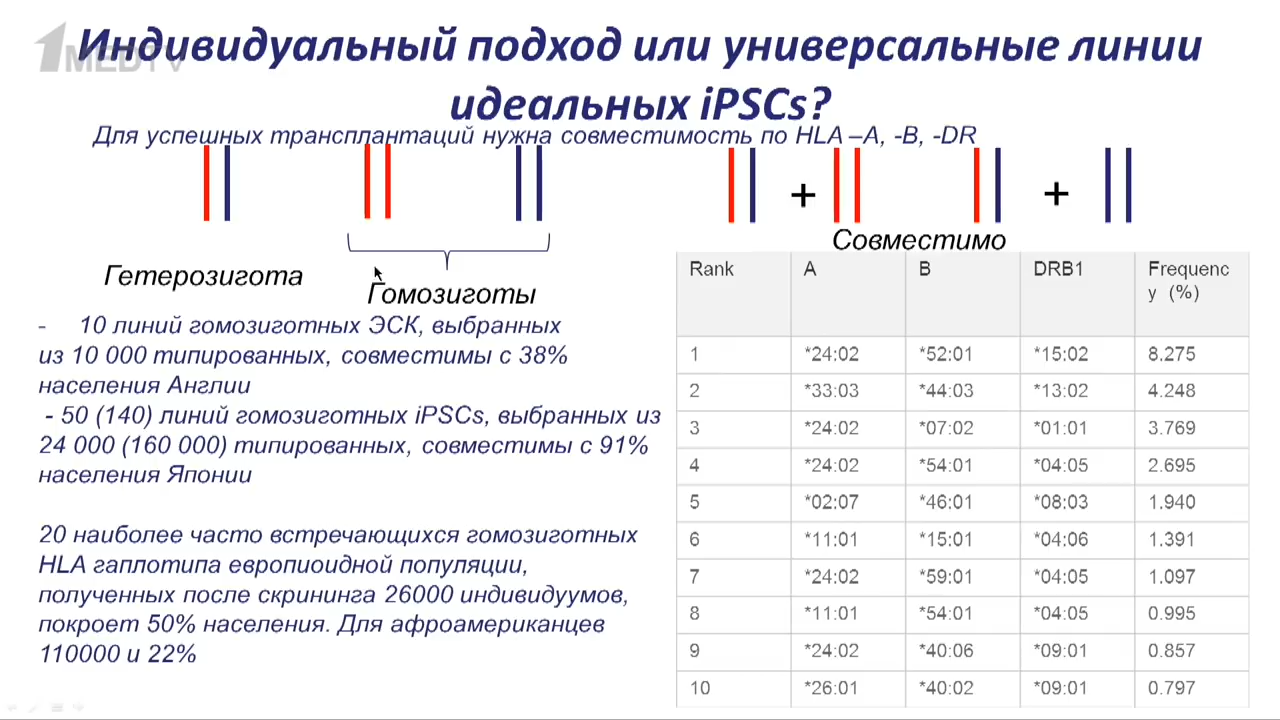 1MEDTV
Индивидуальный подход или универсальные линии
идеальных iPSCs?
Для успешных трансплантаций нужна совместимость по HLA –A, -B, -DR
+ +
Совместимо
Гетерозигота
Гомозиготы
- 10 линий гомозиготных ЭСК, выбранных
из 10 000 типированных, совместимы с 38%
населения Англии
- 50 (140) линий гомозиготных iPSCs, выбранных из
24 000 (160 000) типированных, совместимы с 91%
населения Японии
20 наиболее часто встречающихся гомозиготных
HLA гаплотипа европиоидной популяции,
полученных после скрининга 26000 индивидуумов,
покроет 50% населения. Для афроамериканцев
110000 и 22%
Rank A B DRB1 Frequenc
y (%)
1 *24:02 *52:01 *15:02 8.275
2 *33:03 *44:03 *13:02 4.248
3 *24:02 *07:02 *01:01 3.769
4 *24:02 *54:01 *04:05 2.695
5 *02:07 *46:01 *08:03 1.940
6 *11:01 *15:01 *04:06 1.391
7 *24:02 *59:01 *04:05 1.097
8 *11:01 *54:01 *04:05 0.995
9 *24:02 *40:06 *09:01 0.857
10 *26:01 *40:02 *09:01 0.797